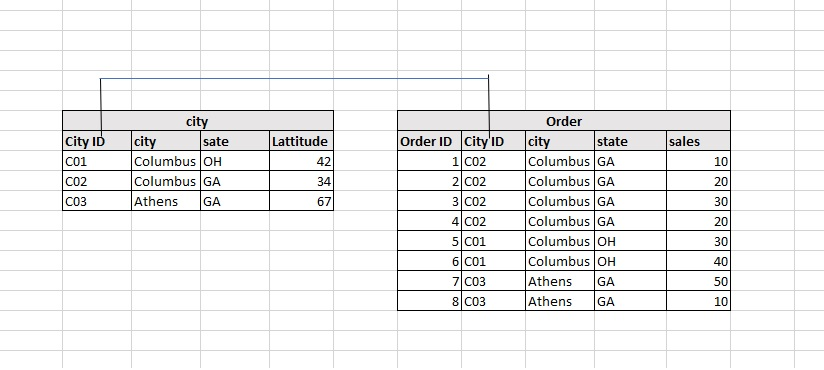 city Order
City ID city sate Lattitude Order ID City ID city state sales
C01 Columbus OH 42 1 C02 Columbus GA 10
C02 Columbus GA 34 2 C02 Columbus GA 20
C03 Athens GA 67 3 C02 Columbus GA 30
4 C02 Columbus GA 20
5 C01 Columbus OH 30
6 C01 Columbus OH 40
7 C03 Athens GA 50
8 C03 Athens GA 10